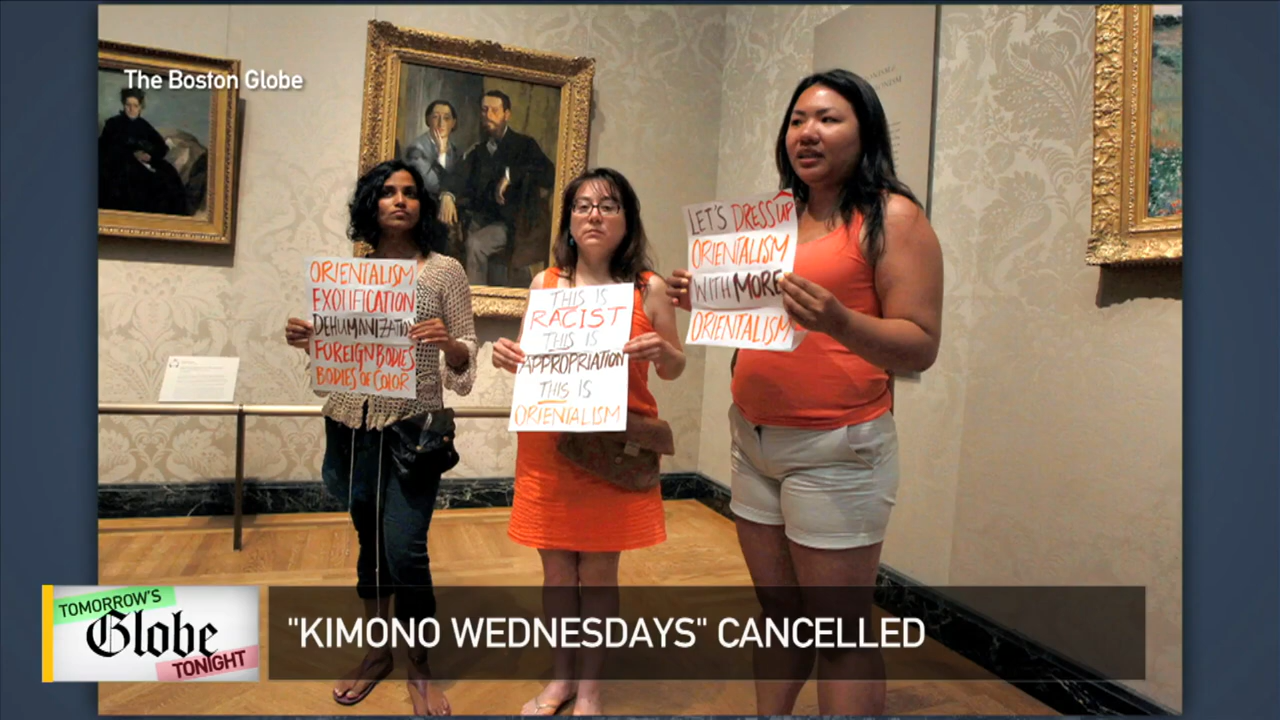 The Boston Globe
ORIENTALISM
EXOTIFICATION
DEHUMANIZATION
FOREIGN BODIES
BODIES OF COLOR
THIS IS
RACIST
THIS IS
APPROPRIATION
THIS IS
ORIENTALISM
LET'S DRESS UP
ORIENTALISM
WITH MORE
ORIENTALISM
TOMORROW'S
Globe
TONIGHT
"KIMONO WEDNESDAYS" CANCELLED